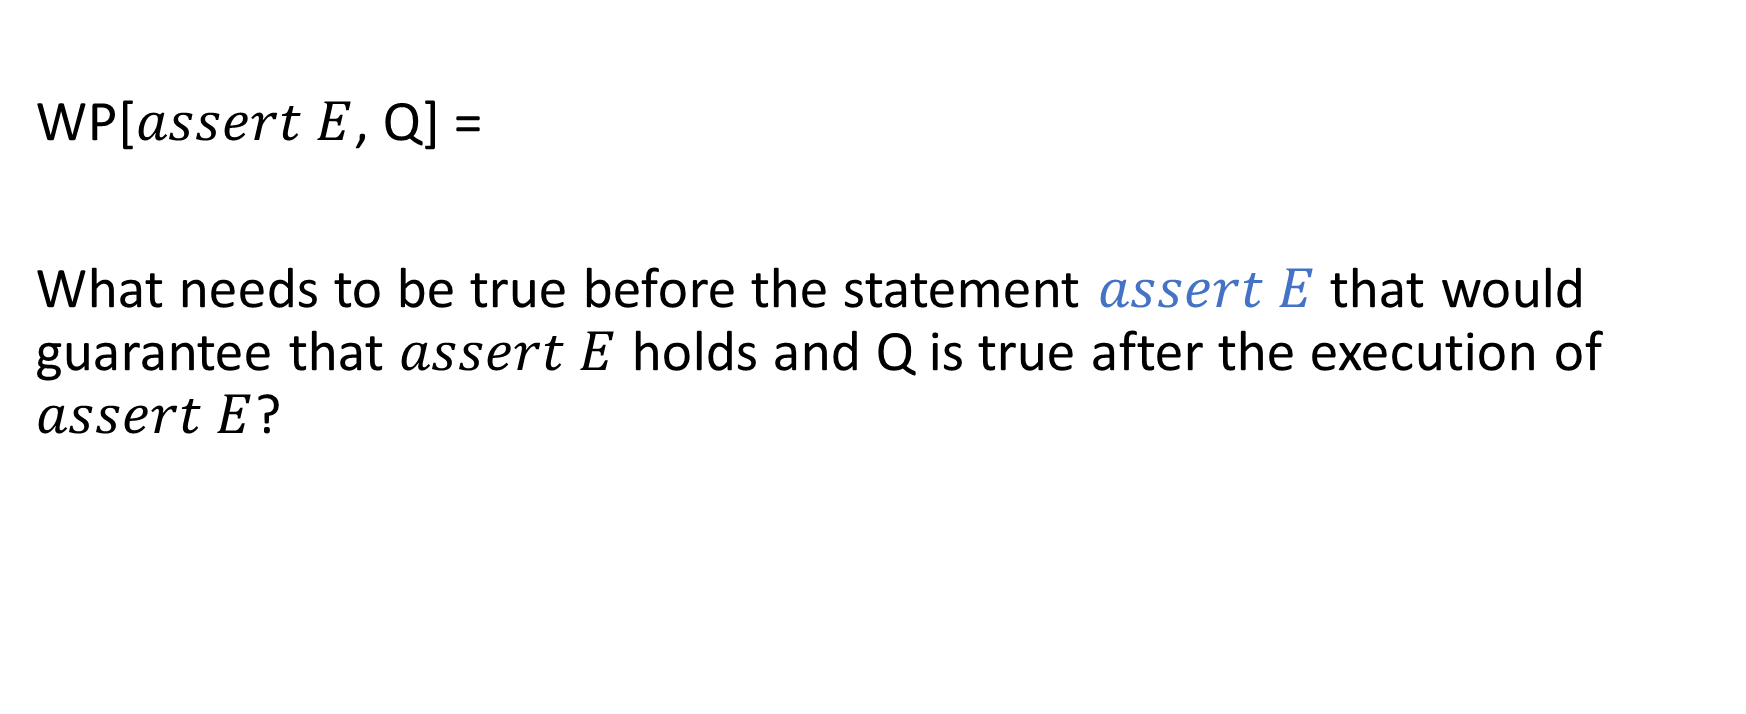 WP[assert E, Q] =
What needs to be true before the statement assert E that would
guarantee that assert E holds and Q is true after the execution of
assert E?